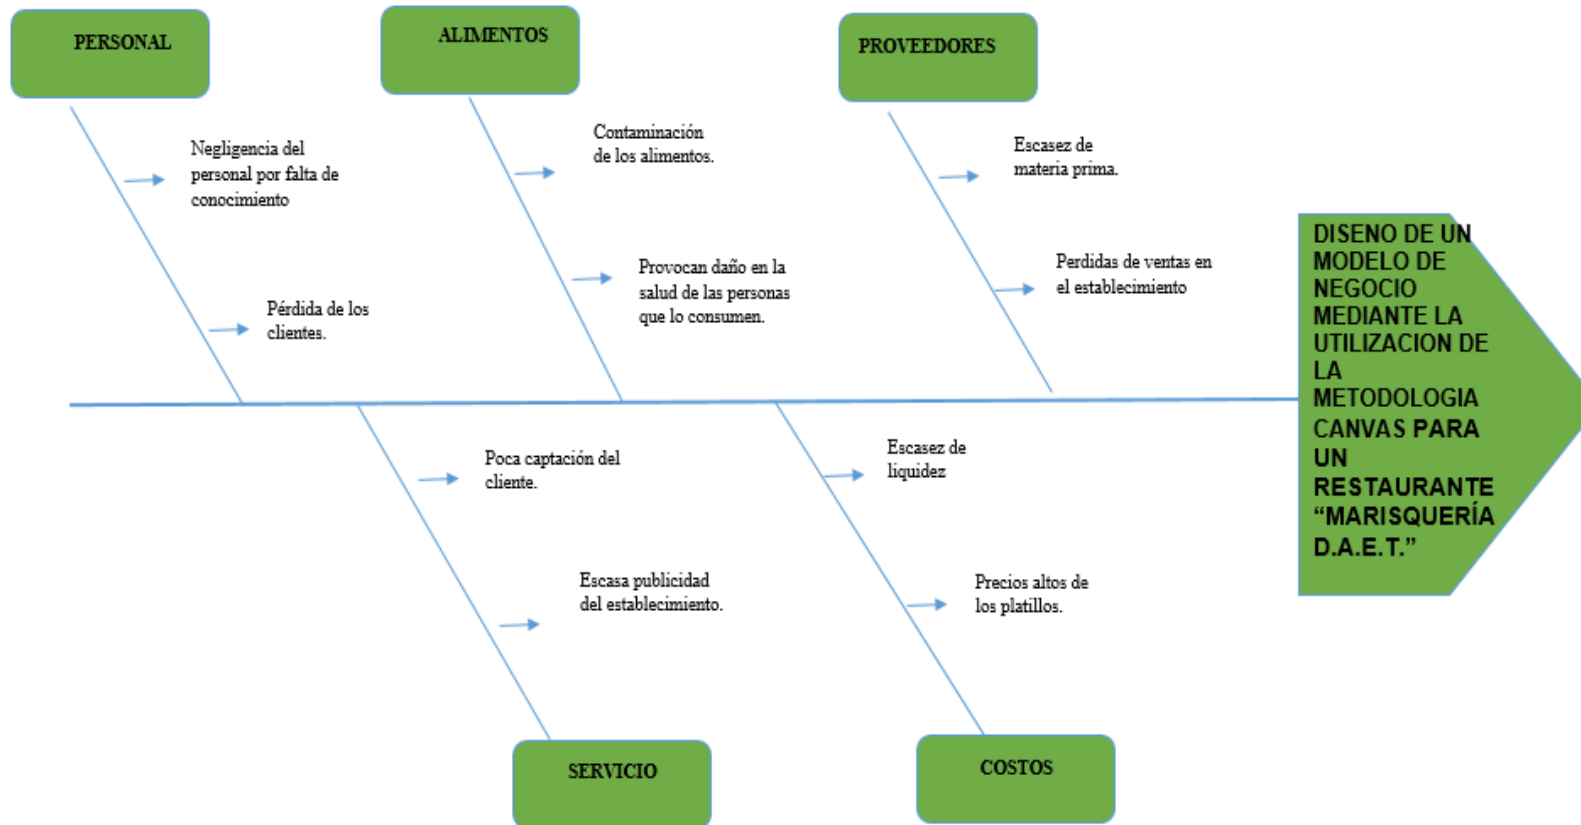 PERSONAL
ALIMENTOS
PROVEEDORES
Negligencia del
personal por falta de
conocimiento
Pérdida de los
clientes.
Contaminación
de los alimentos.
Provocan daño en la
salud de las personas
que lo consumen.
Escasez de
materia prima.
Perdidas de ventas en
el establecimiento
DISENO DE UN
MODELO DE
NEGOCIO
MEDIANTE LA
UTILIZACION DE
LA
METODOLOGIA
CANVAS PARA
UN
RESTAURANTE
“MARISQUERÍA
D.A.E.T.”
Poca captación del
cliente.
Escasa publicidad
del establecimiento.
Escasez de
liquidez
Precios altos de
los platillos.
SERVICIO
COSTOS